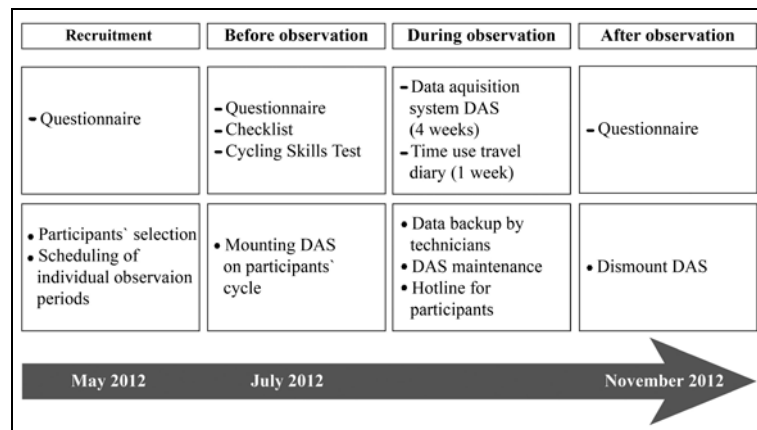 Recruitment
Before observation
During observation
After observation
- Questionnaire
- Questionnaire
- Checklist
- Cycling Skills Test
- Data aquisition
system DAS
(4 weeks)
- Time use travel
diary (1 week)
- Questionnaire
• Participants` selection
• Scheduling of
individual observaion
periods
• Mounting DAS
on participants`
cycle
• Data backup by
technicians
• DAS maintenance
• Hotline for
participants
• Dismount DAS
May 2012
July 2012
November 2012